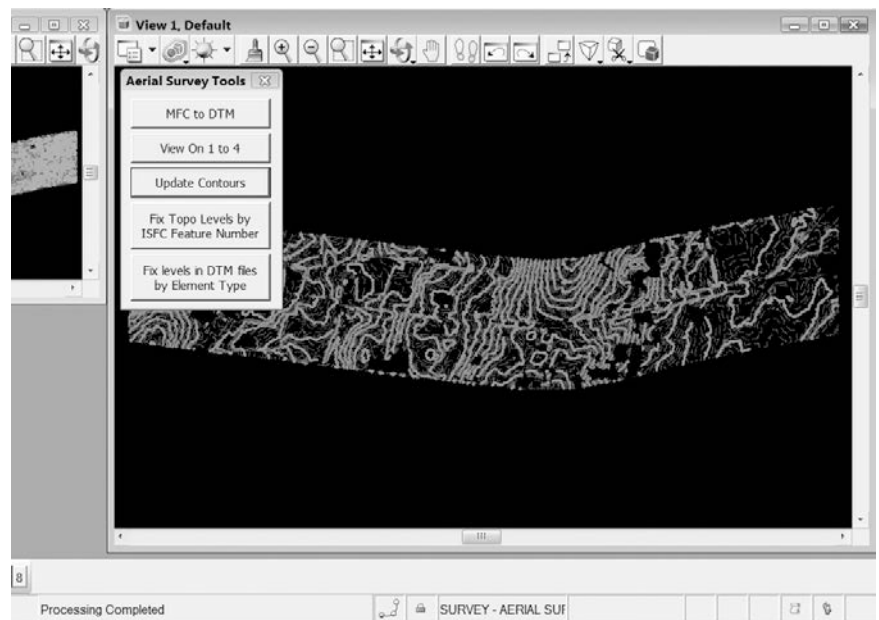 View 1, Default
Aerial Survey Tools
MFC to DTM
View On 1 to 4
Update Contours
Fix Topo Levels by
ISFC Feature Number
Fix levels in DTM files
by Element Type
8
Processing Completed
SURVEY - AERIAL SUF